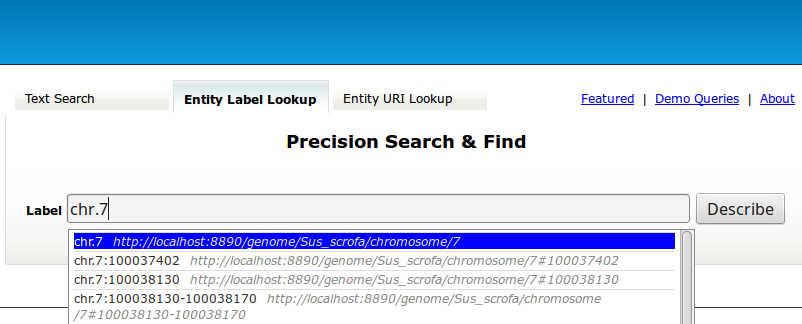 Text Search Entity Label Lookup Entity URI Lookup Featured | Demo Queries | About
Precision Search & Find
Label chr.7 Describe
chr.7 http://localhost:8890/genome/Sus_scrofa/chromosome/7
chr.7:100037402 http://localhost:8890/genome/Sus_scrofa/chromosome/7#100037402
chr.7:100038130 http://localhost:8890/genome/Sus_scrofa/chromosome/7#100038130
chr.7:100038130-100038170 http://localhost:8890/genome/Sus_scrofa/chromosome
/7#100038130-100038170